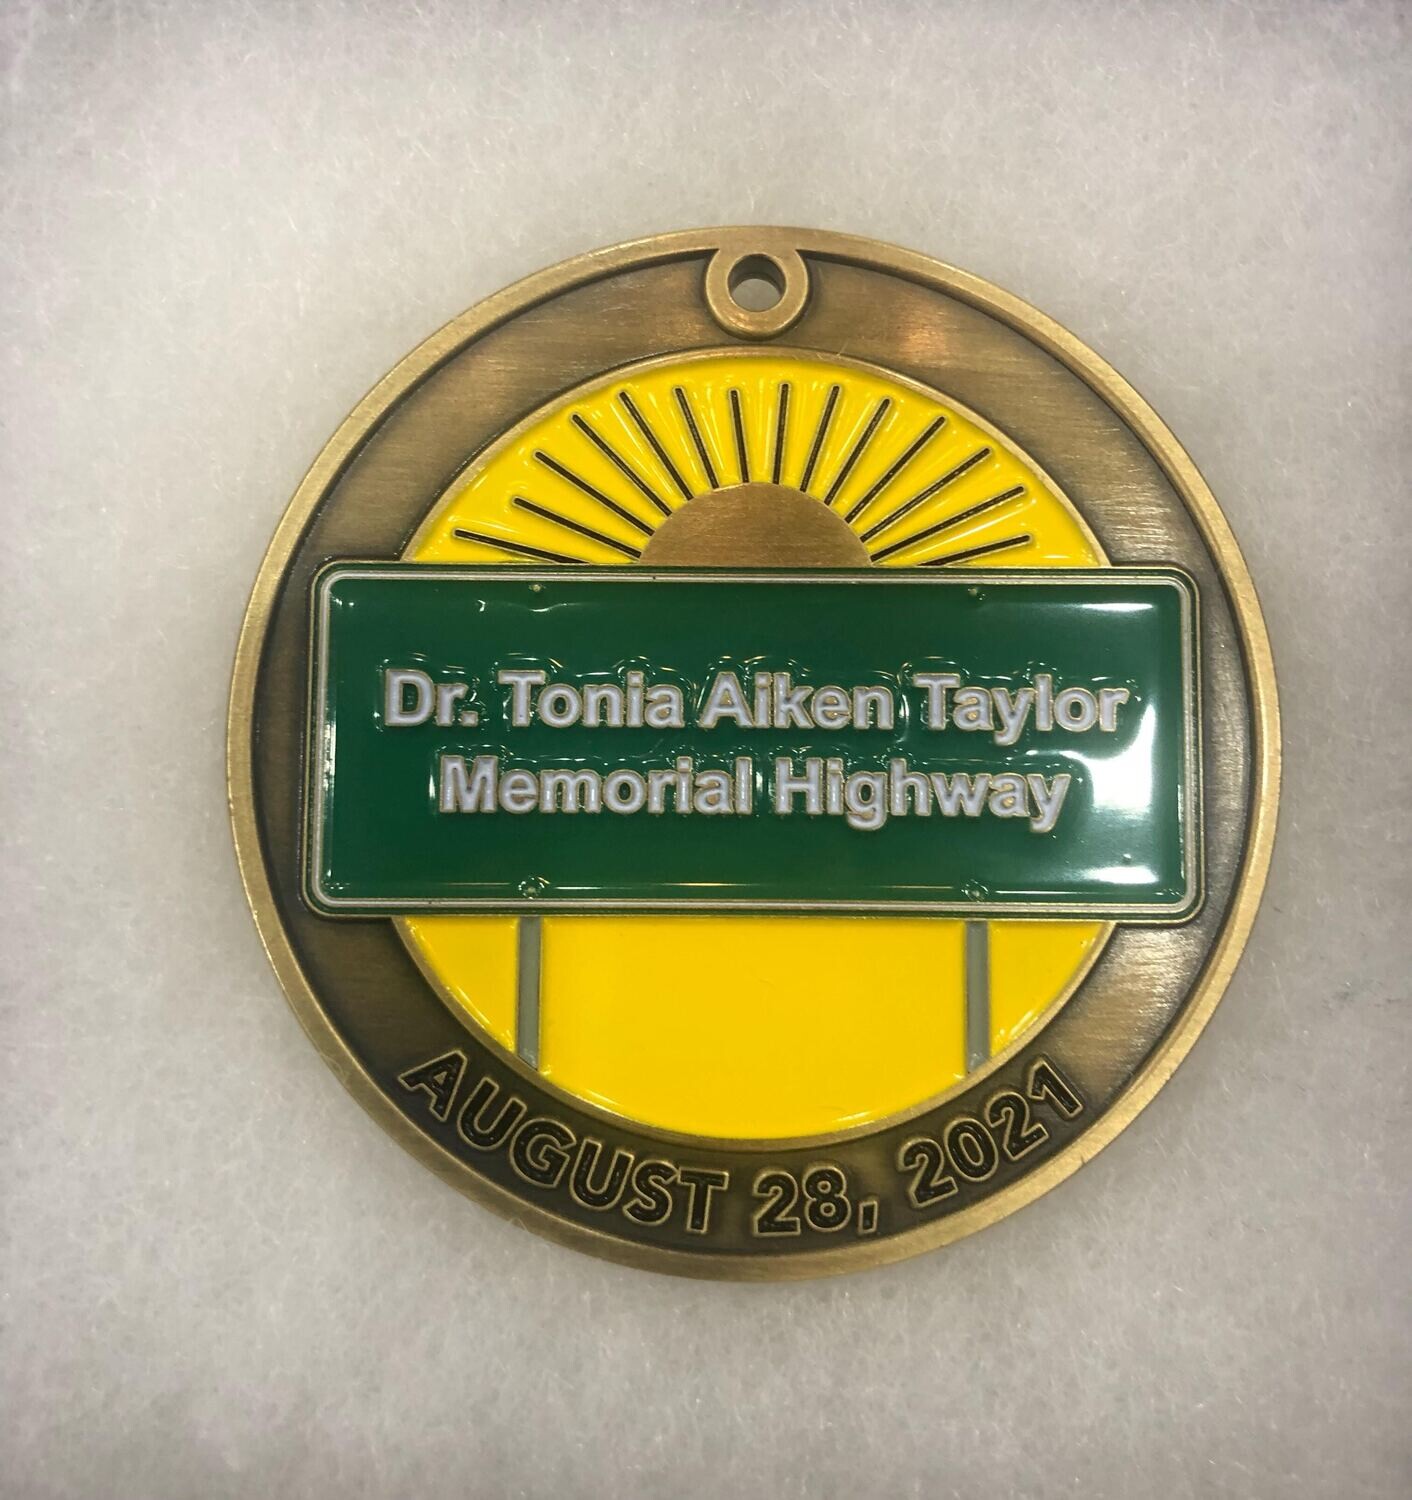 Dr. Tonia Aiken Taylor
Memorial Highway
AUGUST 28, 2021